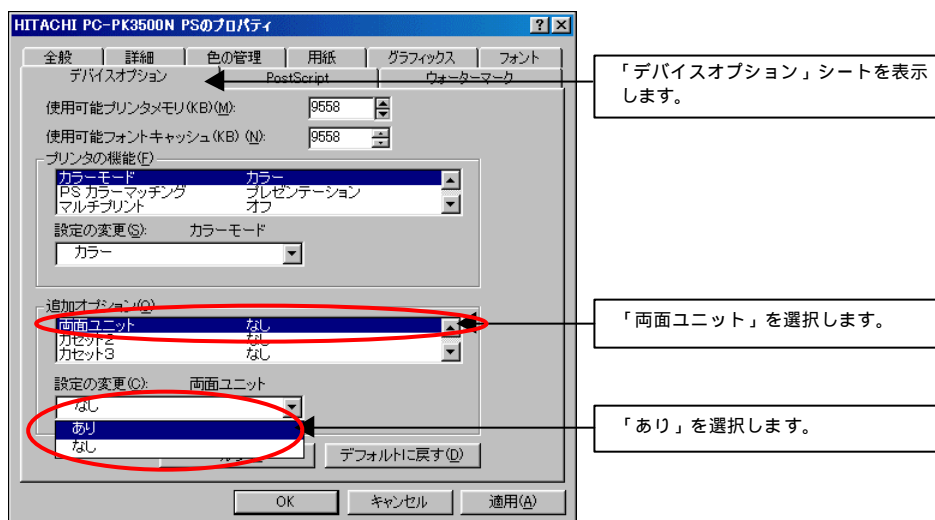 HITACHI PC-PK3500N PSのプロパティ
全般 詳細 色の管理 用紙 グラフィックス フォント
デバイスオプション PostScript ウォーターマーク
使用可能プリンタメモリ(KB)(M): 9558
使用可能フォントキャッシュ(KB) (N): 9558
プリンタの機能(F)
カラーモード カラー
PS カラーマッチング プレゼンテーション
マルチプリント オフ
設定の変更(S): カラーモード
カラー
追加オプション(O)
両面ユニット なし
カセット2 なし
カセット3 なし
設定の変更(C): 両面ユニット
なし
あり
なし
デフォルトに戻す(D)
OK キャンセル 適用(A)
「デバイスオプション」シートを表示
します。
「両面ユニット」を選択します。
「あり」を選択します。